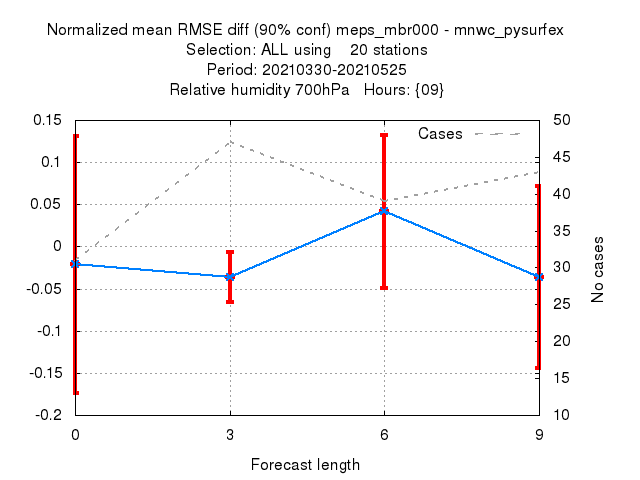 Normalized mean RMSE diff (90% conf) meps_mbr000 - mnwc_pysurfex
Selection: ALL using    20 stations
Period: 20210330-20210525
Relative humidity 700hPa   Hours: {09}
0.15
0.1
0.05
0
-0.05
-0.1
-0.15
-0.2
Cases
50
45
40
35
30
25
20
15
10
No cases
0 3 6 9
Forecast length